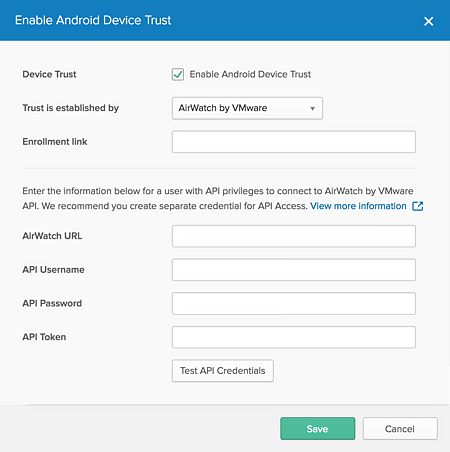 Enable Android Device Trust
Device Trust
Enable Android Device Trust
Trust is established by
AirWatch by VMware
Enrollment link
Enter the information below for a user with API privileges to connect to AirWatch by VMware
API. We recommend you create separate credential for API Access. View more information
AirWatch URL
API Username
API Password
API Token
Test API Credentials
Save
Cancel